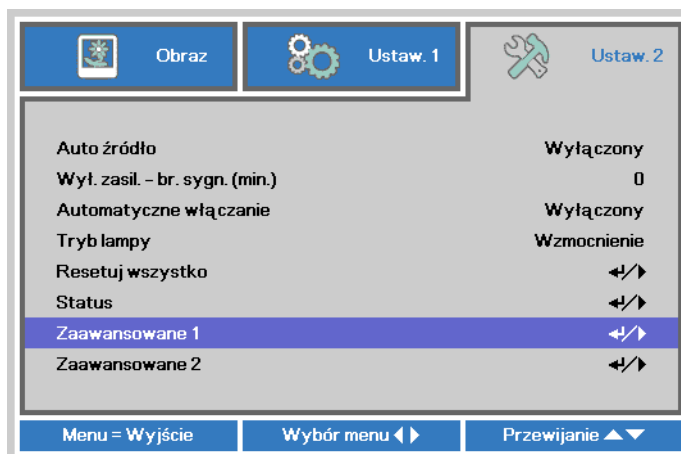 Obraz Ustaw. 1 Ustaw. 2
Auto źródło Wyłączony
Wył. zasil. – br. sygn. (min.) 0
Automatyczne włączanie Wyłączony
Tryb lampy Wzmocnienie
Resetuj wszystko ↵/▶
Status ↵/▶
Zaawansowane 1 ↵/▶
Zaawansowane 2 ↵/▶
Menu = Wyjście Wybór menu ◀ ▶ Przewijanie ▲▼